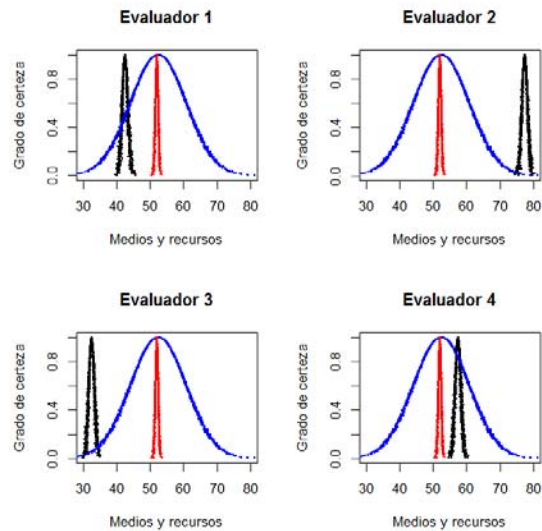 Evaluador 1
Grado de certeza
0.0 0.4 0.8
30 40 50 60 70 80
Medios y recursos
Evaluador 2
Grado de certeza
0.0 0.4 0.8
30 40 50 60 70 80
Medios y recursos
Evaluador 3
Grado de certeza
0.0 0.4 0.8
30 40 50 60 70 80
Medios y recursos
Evaluador 4
Grado de certeza
0.0 0.4 0.8
30 40 50 60 70 80
Medios y recursos